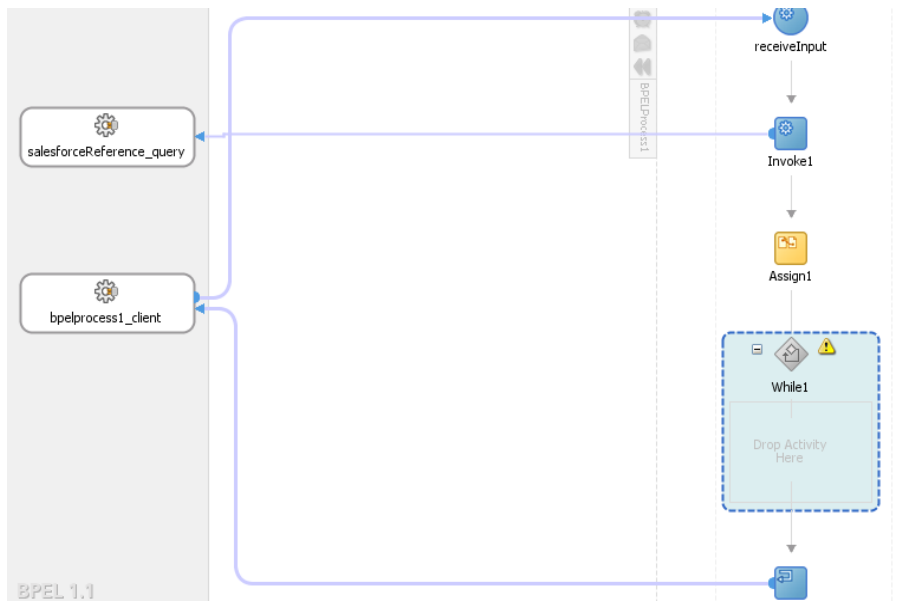 receiveInput
BPELProcess1
salesforceReference_query
Invoke1
Assign1
bpelprocess1_client
While1
Drop Activity
Here
BPEL 1.1